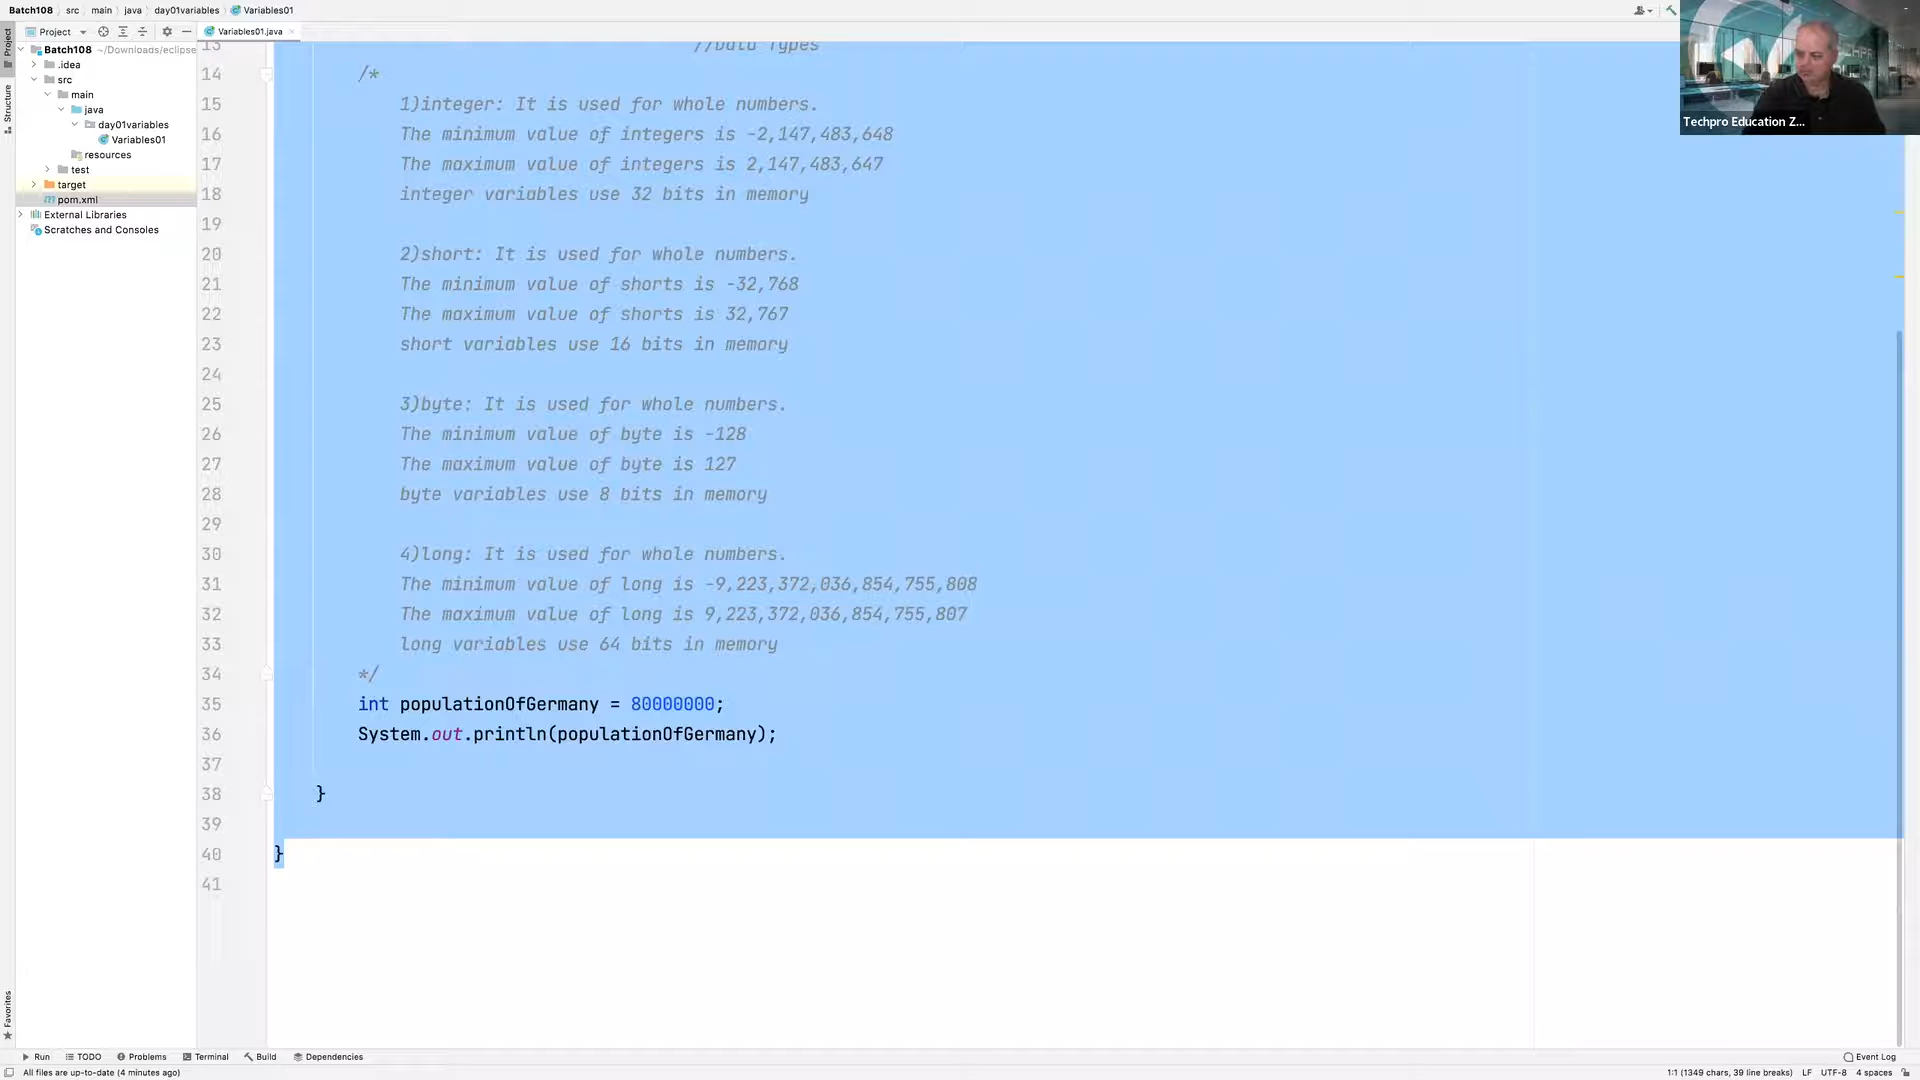 Batch108 src main java day01variables Variables01
Project
Variables01.java
Project
Structure
Favorites
Batch108 ~/Downloads/eclipse
.idea
src
main
java
day01variables
Variables01
resources
test
target
pom.xml
External Libraries
Scratches and Consoles
13 //Data Types
14 /*
15 1)integer: It is used for whole numbers.
16 The minimum value of integers is -2,147,483,648
17 The maximum value of integers is 2,147,483,647
18 integer variables use 32 bits in memory
19
20 2)short: It is used for whole numbers.
21 The minimum value of shorts is -32,768
22 The maximum value of shorts is 32,767
23 short variables use 16 bits in memory
24
25 3)byte: It is used for whole numbers.
26 The minimum value of byte is -128
27 The maximum value of byte is 127
28 byte variables use 8 bits in memory
29
30 4)long: It is used for whole numbers.
31 The minimum value of long is -9,223,372,036,854,755,808
32 The maximum value of long is 9,223,372,036,854,755,807
33 long variables use 64 bits in memory
34 */
35 int populationOfGermany = 80000000;
36 System.out.println(populationOfGermany);
37
38 }
39
40 }
41
Techpro Education Z...
Run TODO Problems Terminal Build Dependencies Event Log
All files are up-to-date (4 minutes ago) 1:1 (1349 chars, 39 line breaks) LF UTF-8 4 spaces